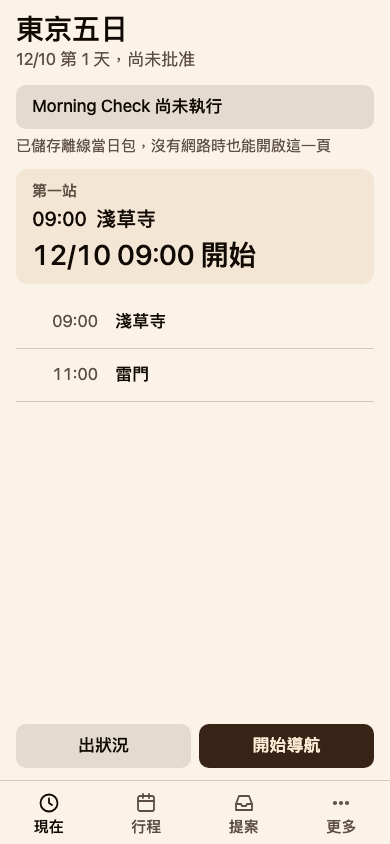 東京五日
12/10 第 1 天，尚未批准
Morning Check 尚未執行
已儲存離線當日包，沒有網路時也能開啟這一頁
第一站
09:00 淺草寺
12/10 09:00 開始
09:00 淺草寺
11:00 雷門
出狀況 開始導航
現在 行程 提案 更多